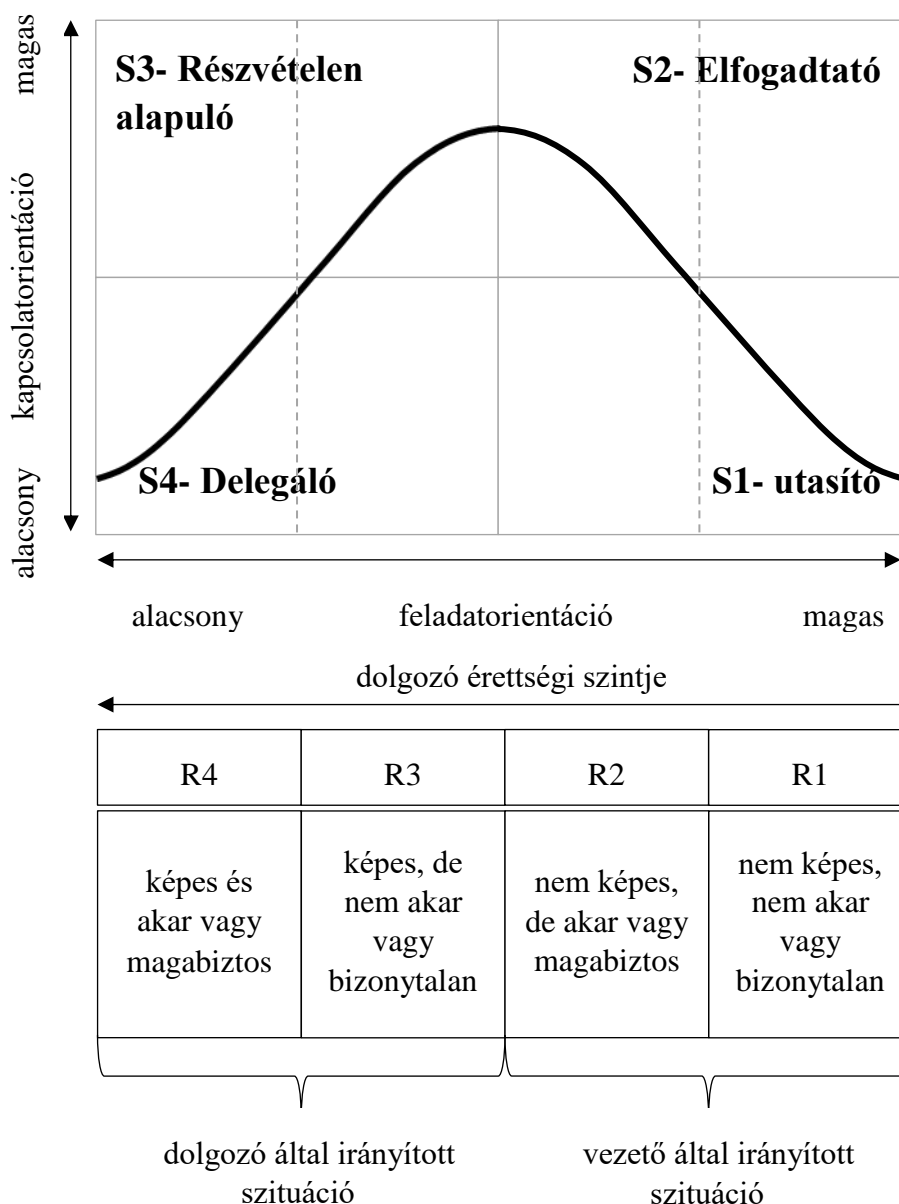 magas
kapcsolatorientáció
alacsony
S3- Részvételen
alapuló
S2- Elfogadtató
S4- Delegáló
S1- utasító
alacsony
feladatorientáció
magas
dolgozó érettségi szintje
R4
R3
R2
R1
képes és
akar vagy
magabiztos
képes, de
nem akar
vagy
bizonytalan
nem képes,
de akar vagy
magabiztos
nem képes,
nem akar
vagy
bizonytalan
dolgozó által irányított
szituáció
vezető által irányított
szituáció